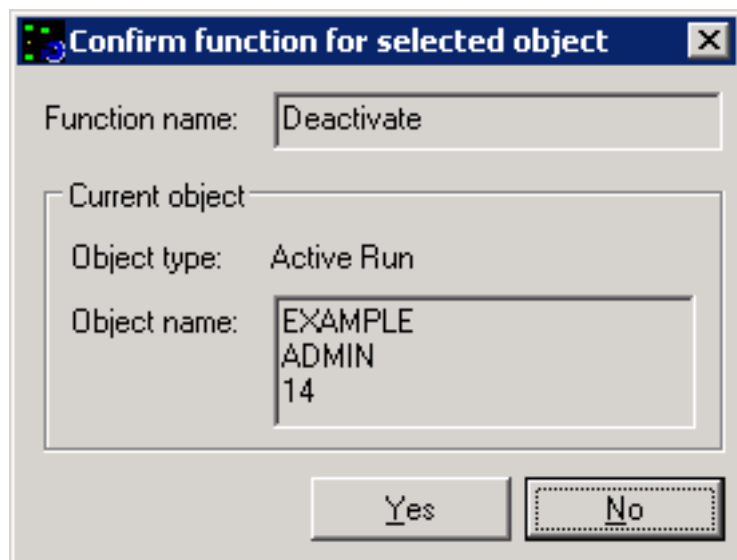 Confirm function for selected object
Function name: Deactivate
Current object
Object type: Active Run
Object name: EXAMPLE
ADMIN
14
Yes No